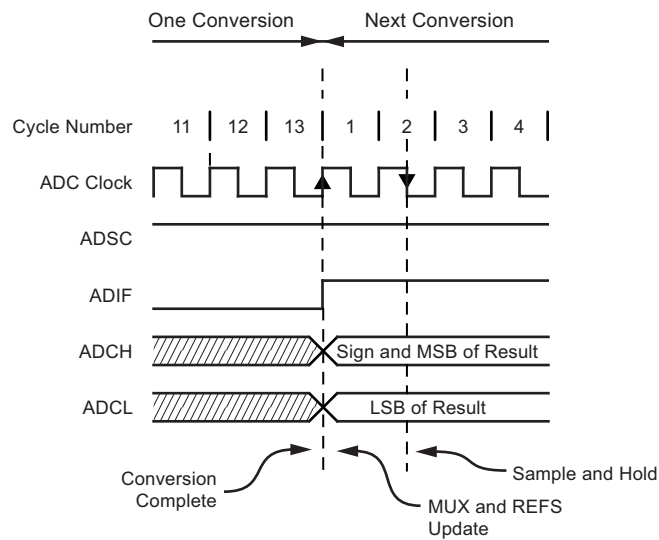 One Conversion Next Conversion
Cycle Number 11 12 13 1 2 3 4
ADC Clock
ADSC
ADIF
ADCH Sign and MSB of Result
ADCL LSB of Result
Conversion
Complete
MUX and REFS
Update
Sample and Hold